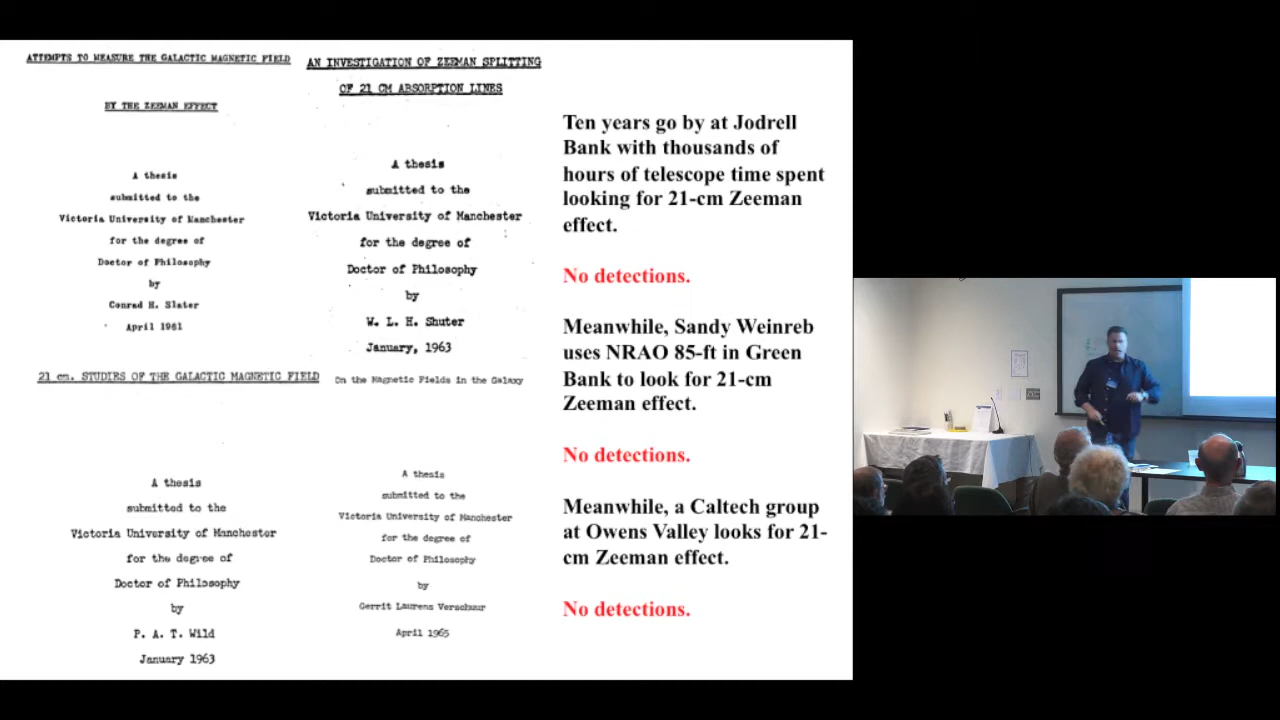 ATTEMPTS TO MEASURE THE GALACTIC MAGNETIC FIELD
BY THE ZEEMAN EFFECT
A thesis
submitted to the
Victoria University of Manchester
for the degree of
Doctor of Philosophy
by
Conrad H. Slater
April 1961
AN INVESTIGATION OF ZEEMAN SPLITTING
OF 21 CM ABSORPTION LINES
A thesis
submitted to the
Victoria University of Manchester
for the degree of
Doctor of Philosophy
by
W. L. H. Shuter
January, 1963
21 cm. STUDIES OF THE GALACTIC MAGNETIC FIELD
A thesis
submitted to the
Victoria University of Manchester
for the degree of
Doctor of Philosophy
by
P. A. T. Wild
January 1963
On the Magnetic Fields in the Galaxy
A thesis
submitted to the
Victoria University of Manchester
for the degree of
Doctor of Philosophy
by
Gerrit Laurens Verschuur
April 1965
Ten years go by at Jodrell
Bank with thousands of
hours of telescope time spent
looking for 21-cm Zeeman
effect.
No detections.
Meanwhile, Sandy Weinreb
uses NRAO 85-ft in Green
Bank to look for 21-cm
Zeeman effect.
No detections.
Meanwhile, a Caltech group
at Owens Valley looks for 21-
cm Zeeman effect.
No detections.